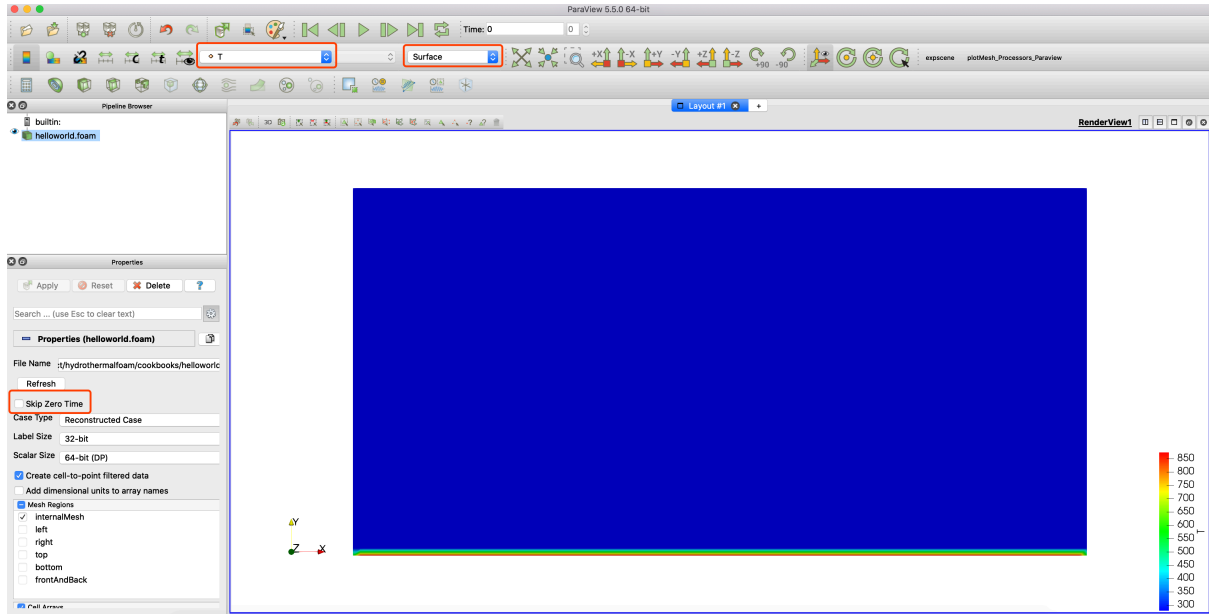 ParaView 5.5.0 64-bit
Time: 0 0
T Surface +X -X +Y -Y +Z -Z +90 -90 expscene plotMesh_Processors_Paraview
Pipeline Browser
Layout #1 +
builtin:
3D
RenderView1
helloworld.foam
Properties
Apply Reset Delete ?
Search ... (use Esc to clear text)
Properties (helloworld.foam)
File Name :t/hydrothermalfoam/cookbooks/helloworlc
Refresh
Skip Zero Time
Case Type Reconstructed Case
Label Size 32-bit
Scalar Size 64-bit (DP)
Create cell-to-point filtered data
Add dimensional units to array names
Mesh Regions
internalMesh
left
right
top
bottom
frontAndBack
Cell Arrays
Y
Z X
850
800
750
700
650
600
T
550
500
450
400
350
300